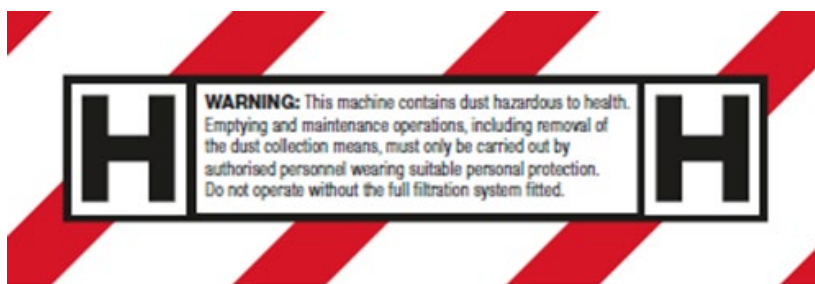 H
WARNING: This machine contains dust hazardous to health.
Emptying and maintenance operations, including removal of
the dust collection means, must only be carried out by
authorised personnel wearing suitable personal protection.
Do not operate without the full filtration system fitted.
H